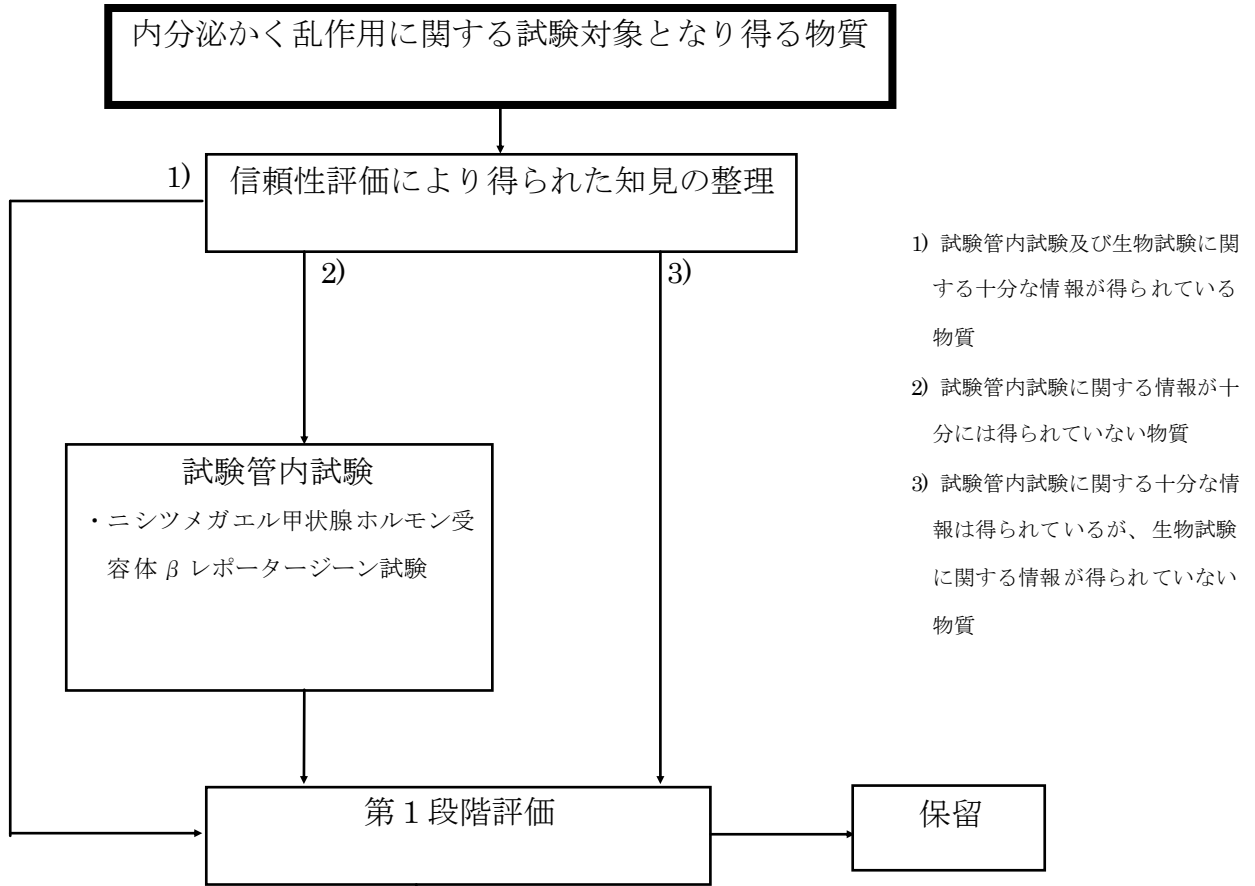 内分泌かく乱作用に関する試験対象となり得る物質
1)
信頼性評価により得られた知見の整理
2)
3)
1) 試験管内試験及び生物試験に関
する十分な情報が得られている
物質
2) 試験管内試験に関する情報が十
分には得られていない物質
3) 試験管内試験に関する十分な情
報は得られているが、生物試験
に関する情報が得られていない
物質
試験管内試験
・ニシツメガエル甲状腺ホルモン受
容体 β レポータージーン試験
第１段階評価
保留